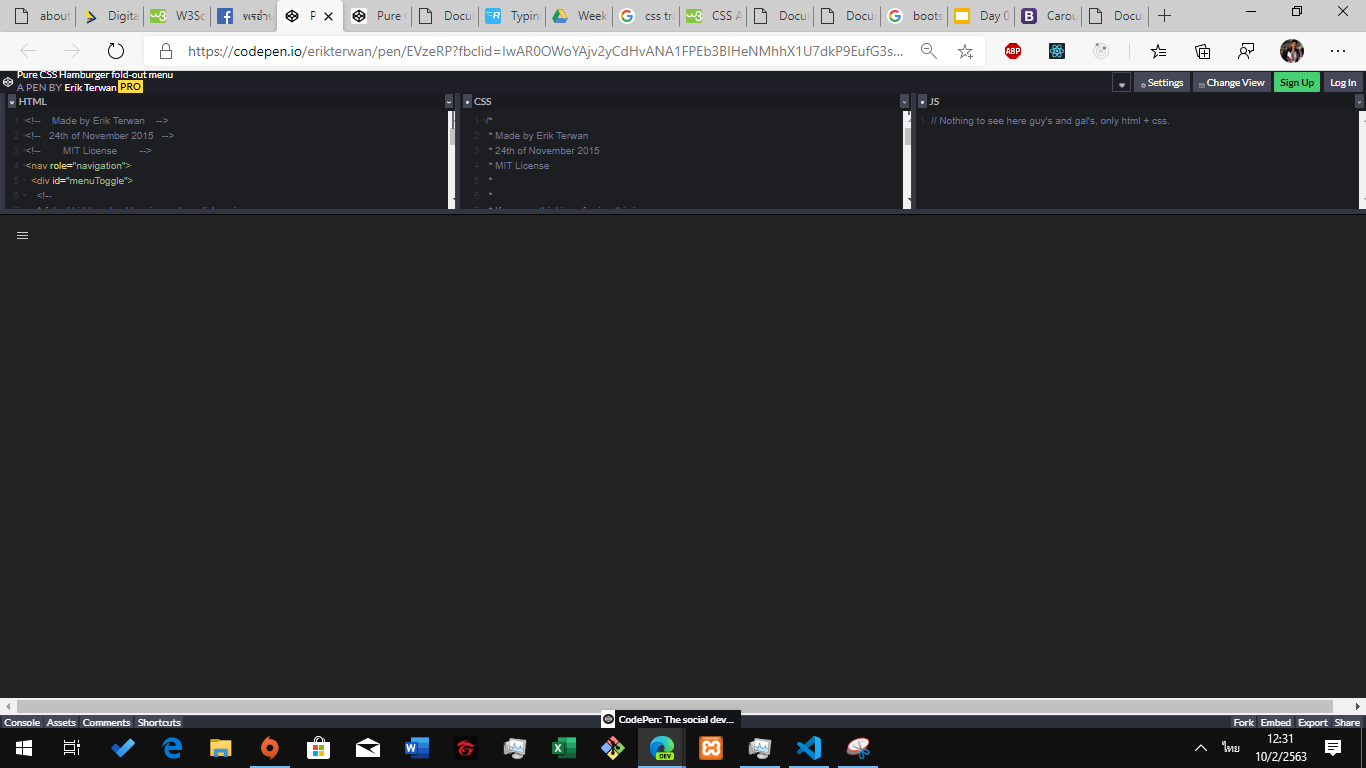 about
Digita
W3Sc
P
Pure
Docu
Typin
Week
css tra
CSS A
Docu
Docu
boots
Day 0
Carou
Docu
https://codepen.io/erikterwan/pen/EVzeRP?fbclid=IwAR0OWoYAjv2yCdHvANA1FPEb3BIHeNMhhX1U7dkP9EufG3s...
ABP
Pure CSS Hamburger fold-out menu
A PEN BY Erik Terwan PRO
Settings
Change View
Sign Up
Log In
HTML
1 <!-- Made by Erik Terwan -->
2 <!-- 24th of November 2015 -->
3 <!-- MIT License -->
4 <nav role="navigation">
5 <div id="menuToggle">
6 <!--
CSS
1 /*
2 * Made by Erik Terwan
3 * 24th of November 2015
4 * MIT License
5 *
6 *
JS
1 // Nothing to see here guy's and gal's, only html + css.
Console Assets Comments Shortcuts
CodePen: The social dev...
Fork Embed Export Share
DEV
ไทย
12:31
10/2/2563